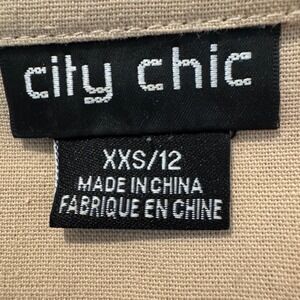 city chic
XXS/12
MADE IN CHINA
FABRIQUE EN CHINE